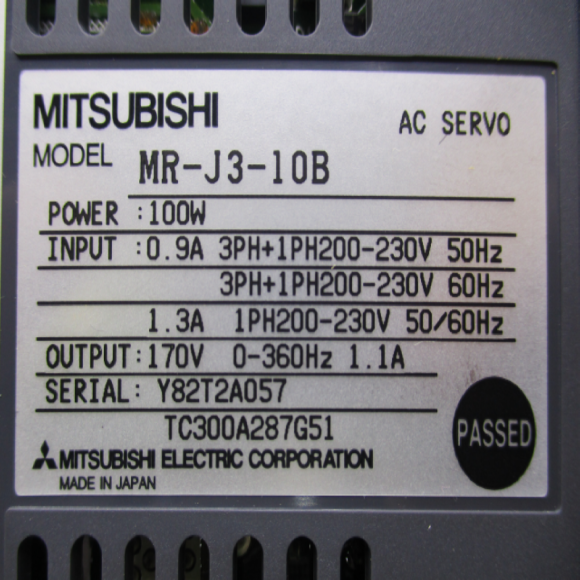 MITSUBISHI
AC SERVO
MODEL MR-J3-10B
POWER :100W
INPUT :0.9A 3PH+1PH200-230V 50Hz
3PH+1PH200-230V 60Hz
1.3A 1PH200-230V 50/60Hz
OUTPUT:170V 0-360Hz 1.1A
SERIAL: Y82T2A057
TC300A287G51
PASSED
MITSUBISHI ELECTRIC CORPORATION
MADE IN JAPAN